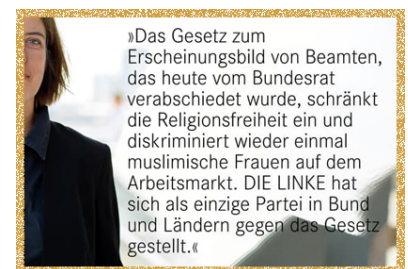 »Das Gesetz zum
Erscheinungsbild von Beamten,
das heute vom Bundesrat
verabschiedet wurde, schränkt
die Religionsfreiheit ein und
diskriminiert wieder einmal
muslimische Frauen auf dem
Arbeitsmarkt. DIE LINKE hat
sich als einzige Partei in Bund
und Ländern gegen das Gesetz
gestellt.«